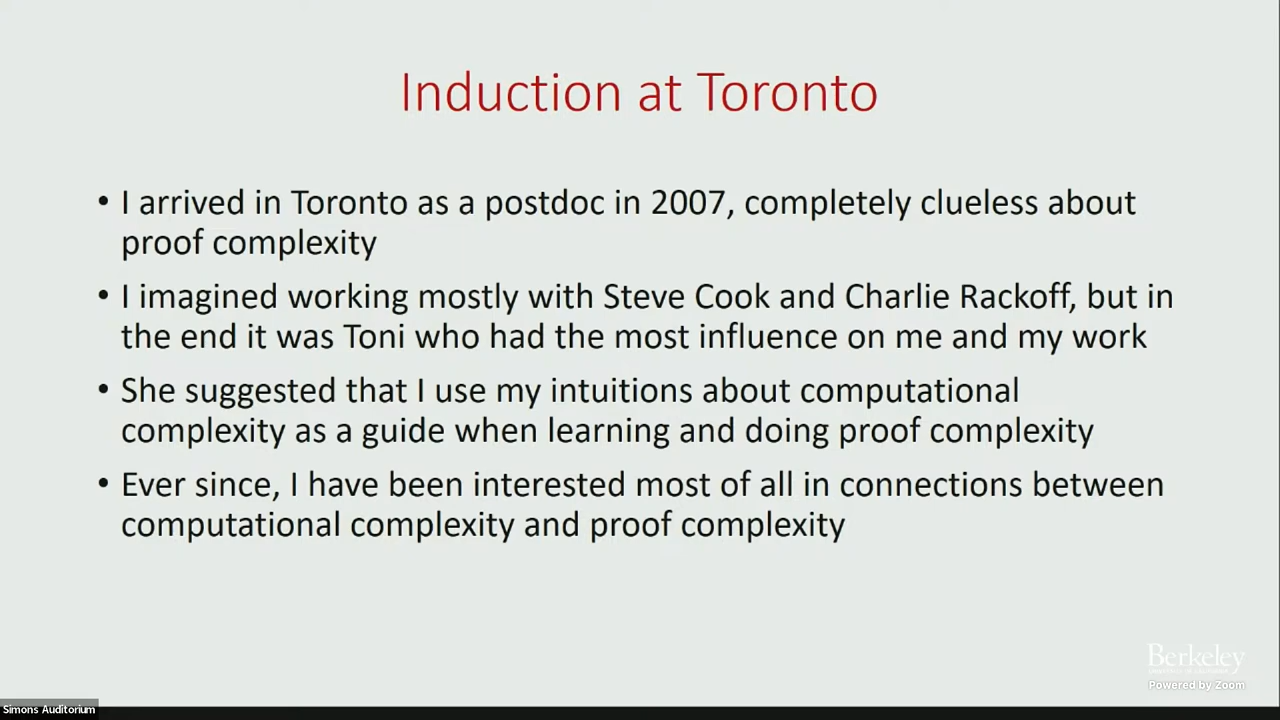 Induction at Toronto
• I arrived in Toronto as a postdoc in 2007, completely clueless about
proof complexity
• I imagined working mostly with Steve Cook and Charlie Rackoff, but in
the end it was Toni who had the most influence on me and my work
• She suggested that I use my intuitions about computational
complexity as a guide when learning and doing proof complexity
• Ever since, I have been interested most of all in connections between
computational complexity and proof complexity
Berkeley
Powered by Zoom
Simons Auditorium